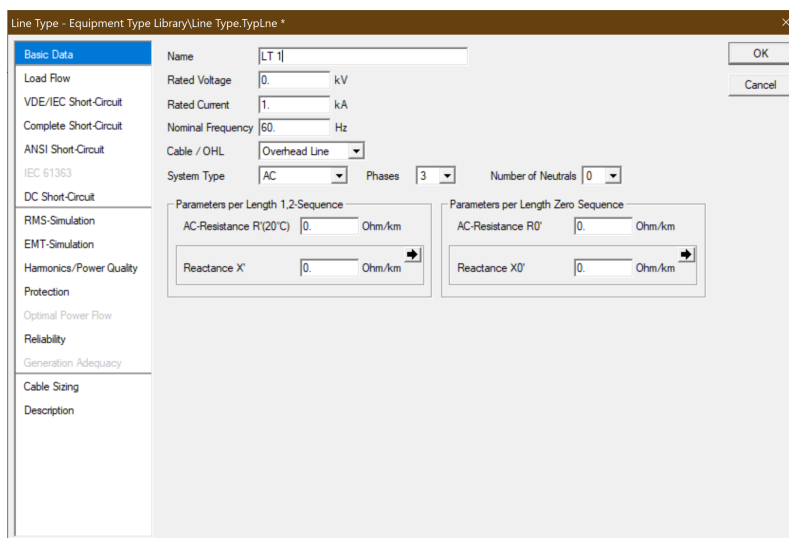 Line Type - Equipment Type Library\Line Type.TypLne *
Basic Data
Load Flow
VDE/IEC Short-Circuit
Complete Short-Circuit
ANSI Short-Circuit
IEC 61363
DC Short-Circuit
RMS-Simulation
EMT-Simulation
Harmonics/Power Quality
Protection
Optimal Power Flow
Reliability
Generation Adequacy
Cable Sizing
Description
Name LT 1
Rated Voltage 0. kV
Rated Current 1. kA
Nominal Frequency 60. Hz
Cable / OHL Overhead Line
System Type AC Phases 3 Number of Neutrals 0
Parameters per Length 1,2-Sequence
AC-Resistance R'(20°C) 0. Ohm/km
Reactance X' 0. Ohm/km
Parameters per Length Zero Sequence
AC-Resistance R0' 0. Ohm/km
Reactance X0' 0. Ohm/km
OK
Cancel